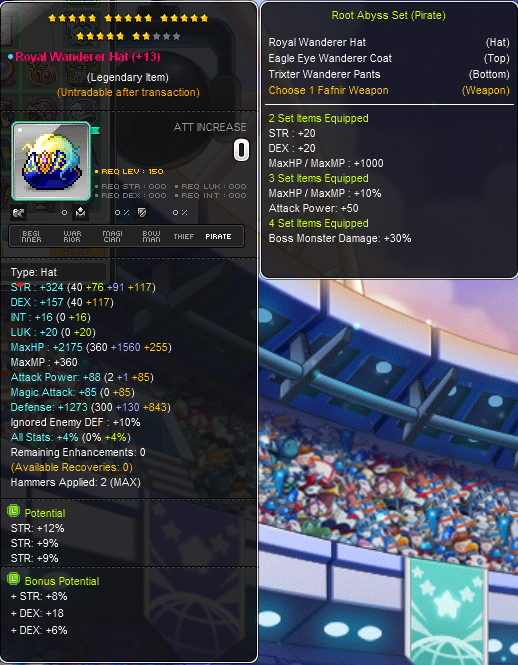 Royal Wanderer Hat (+13)
(Legendary Item)
(Untradable after transaction)
ATT INCREASE
0
REQ LEV : 150
REQ STR : 000 REQ LUK : 000
REQ DEX : 000 REQ INT : 000
0 0 % 0 %
BEGINNER WARRIOR MAGICIAN BOWMAN THIEF PIRATE
Type: Hat
STR : +324 (40 +76 +91 +117)
DEX : +157 (40 +117)
INT : +16 (0 +16)
LUK : +20 (0 +20)
MaxHP : +2175 (360 +1560 +255)
MaxMP : +360
Attack Power: +88 (2 +1 +85)
Magic Attack: +85 (0 +85)
Defense: +1273 (300 +130 +843)
Ignored Enemy DEF : +10%
All Stats: +4% (0% +4%)
Remaining Enhancements: 0
(Available Recoveries: 0)
Hammers Applied: 2 (MAX)
L Potential
STR: +12%
STR: +9%
STR: +9%
L Bonus Potential
+ STR: +8%
+ DEX: +18
+ DEX: +6%
Root Abyss Set (Pirate)
Royal Wanderer Hat (Hat)
Eagle Eye Wanderer Coat (Top)
Trixter Wanderer Pants (Bottom)
Choose 1 Fafnir Weapon (Weapon)
2 Set Items Equipped
STR : +20
DEX : +20
MaxHP / MaxMP : +1000
3 Set Items Equipped
MaxHP / MaxMP : +10%
Attack Power: +50
4 Set Items Equipped
Boss Monster Damage: +30%